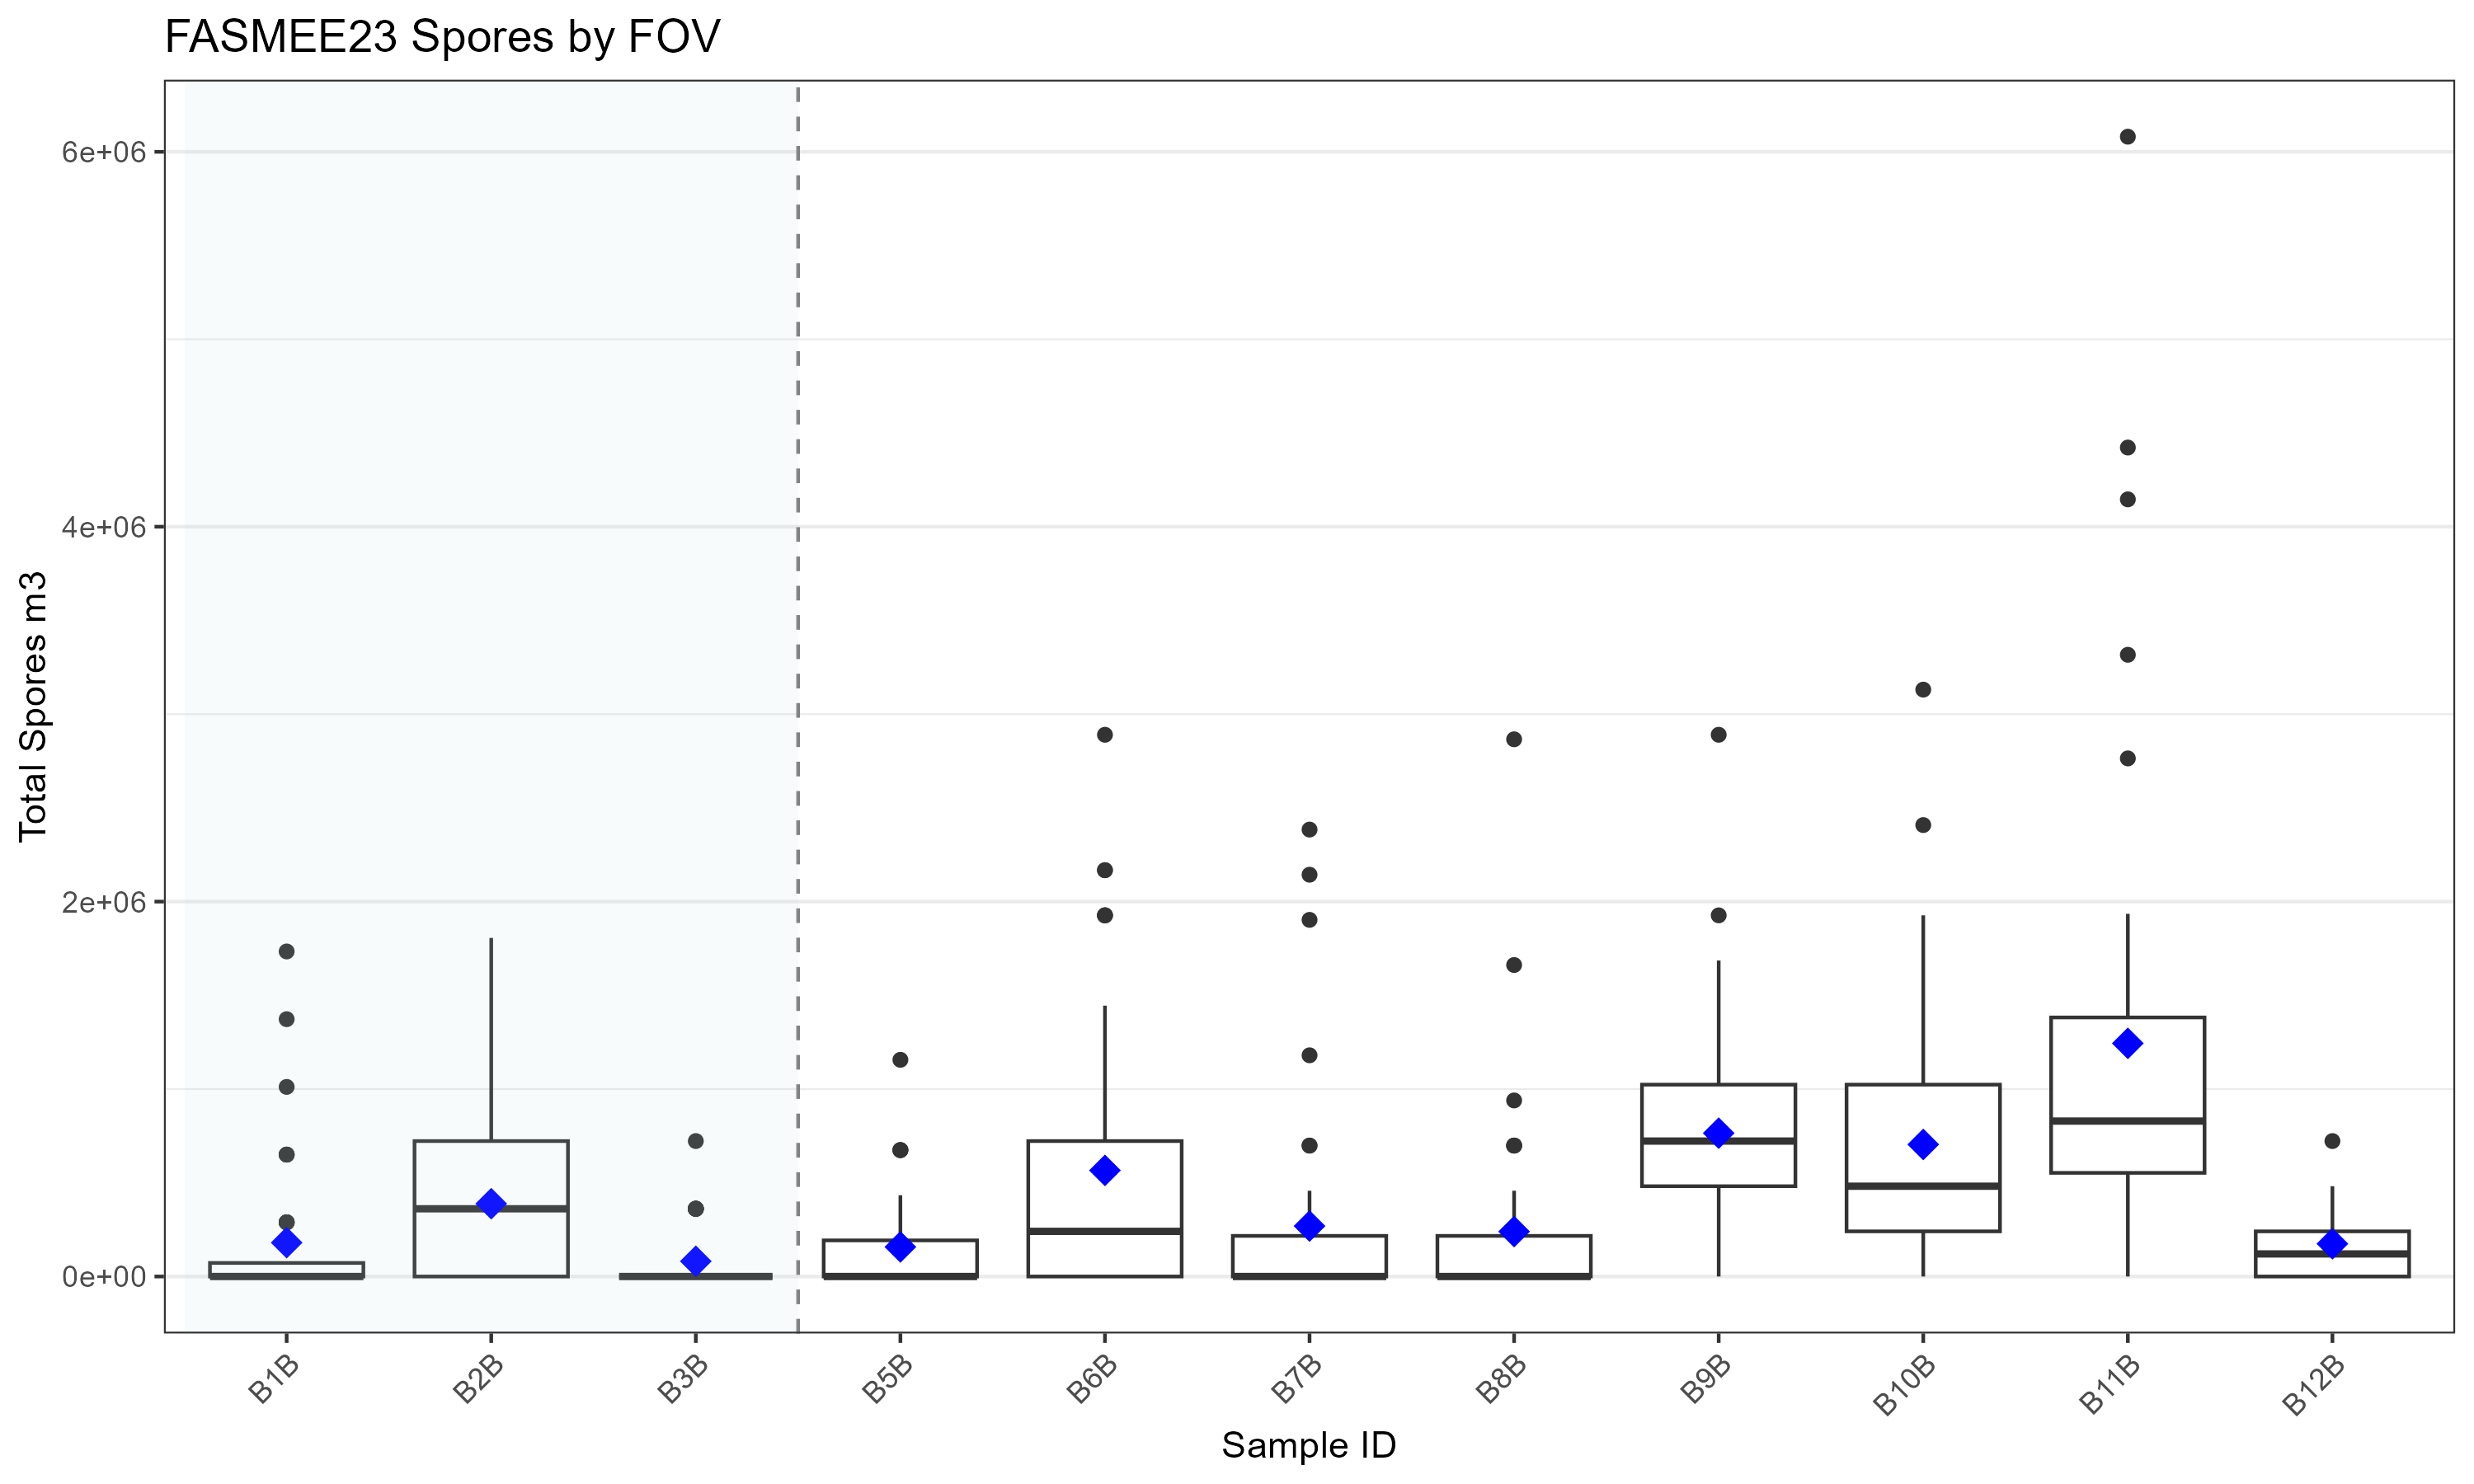 FASMEE23 Spores by FOV
Total Spores m3
6e+06
4e+06
2e+06
0e+00
B1B
B2B
B3B
B5B
B6B
B7B
B8B
B9B
B10B
B11B
B12B
Sample ID